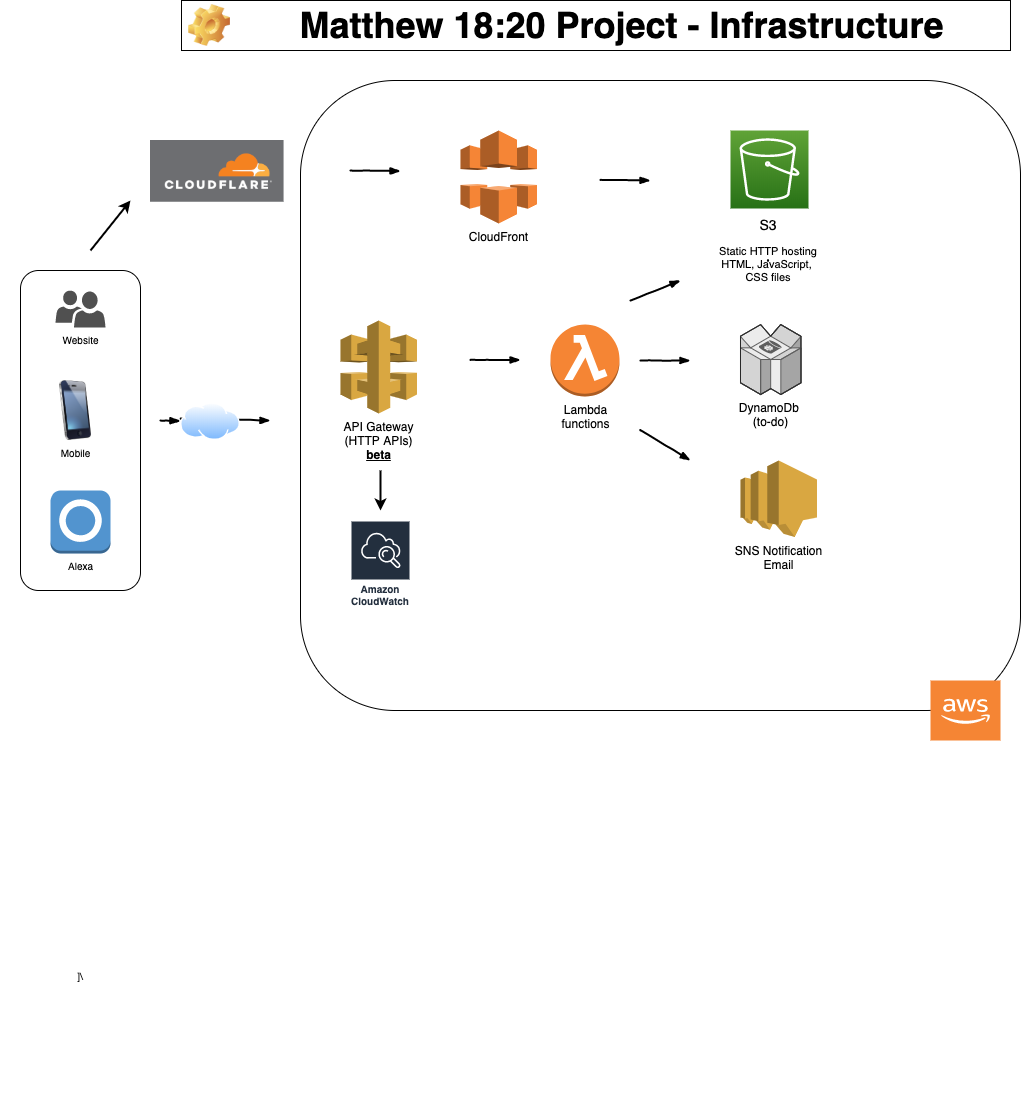 Matthew 18:20 Project - Infrastructure
CLOUDFLARE
CloudFront
S3
Static HTTP hosting
HTML, JavaScript,
CSS files
Website
Mobile
Alexa
API Gateway
(HTTP APIs)
beta
Lambda
functions
DynamoDb
(to-do)
Amazon
CloudWatch
SNS Notification
Email
aws
]\